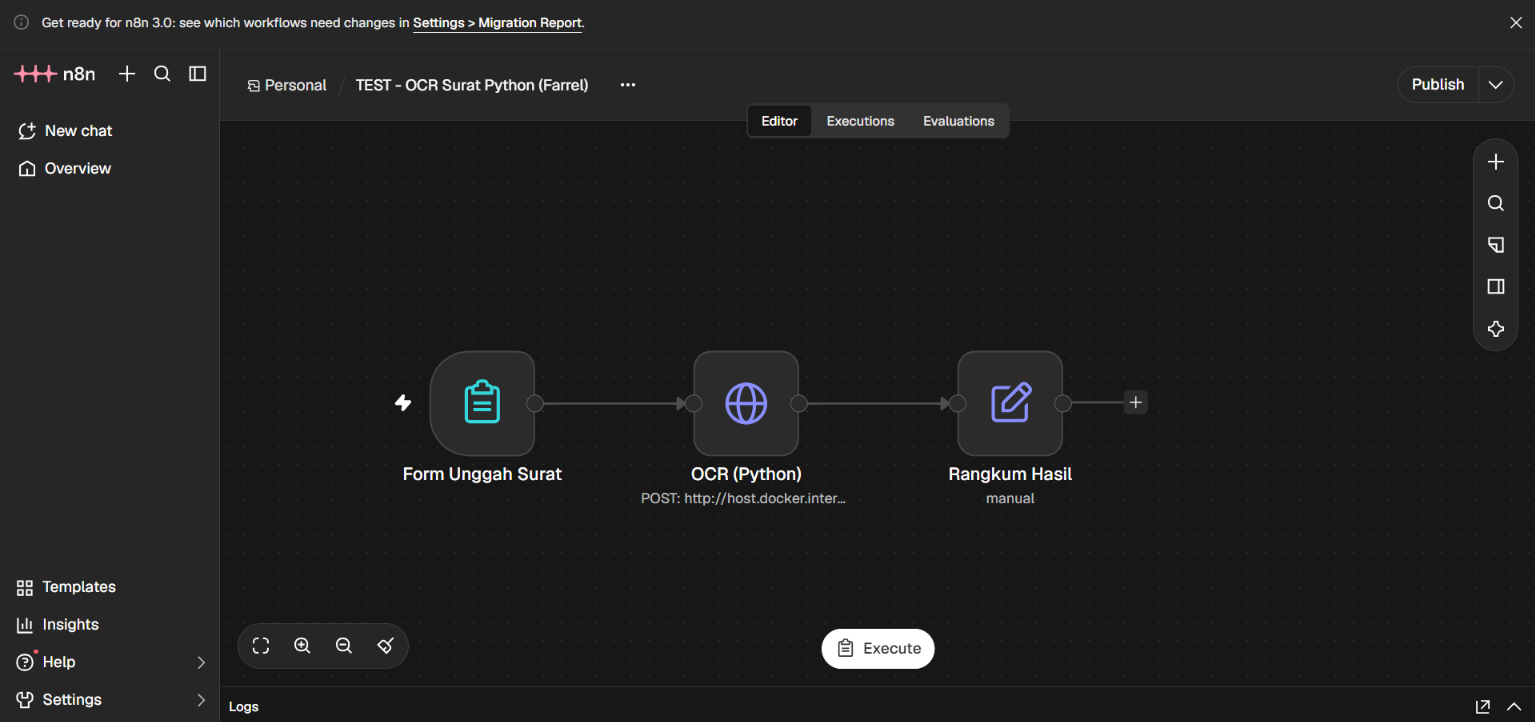 Get ready for n8n 3.0: see which workflows need changes in Settings > Migration Report.
n8n
Personal / TEST - OCR Surat Python (Farrel)
Publish
Editor Executions Evaluations
New chat
Overview
Form Unggah Surat
OCR (Python)
POST: http://host.docker.inter...
Rangkum Hasil
manual
Templates
Insights
Help
Settings
Execute
Logs